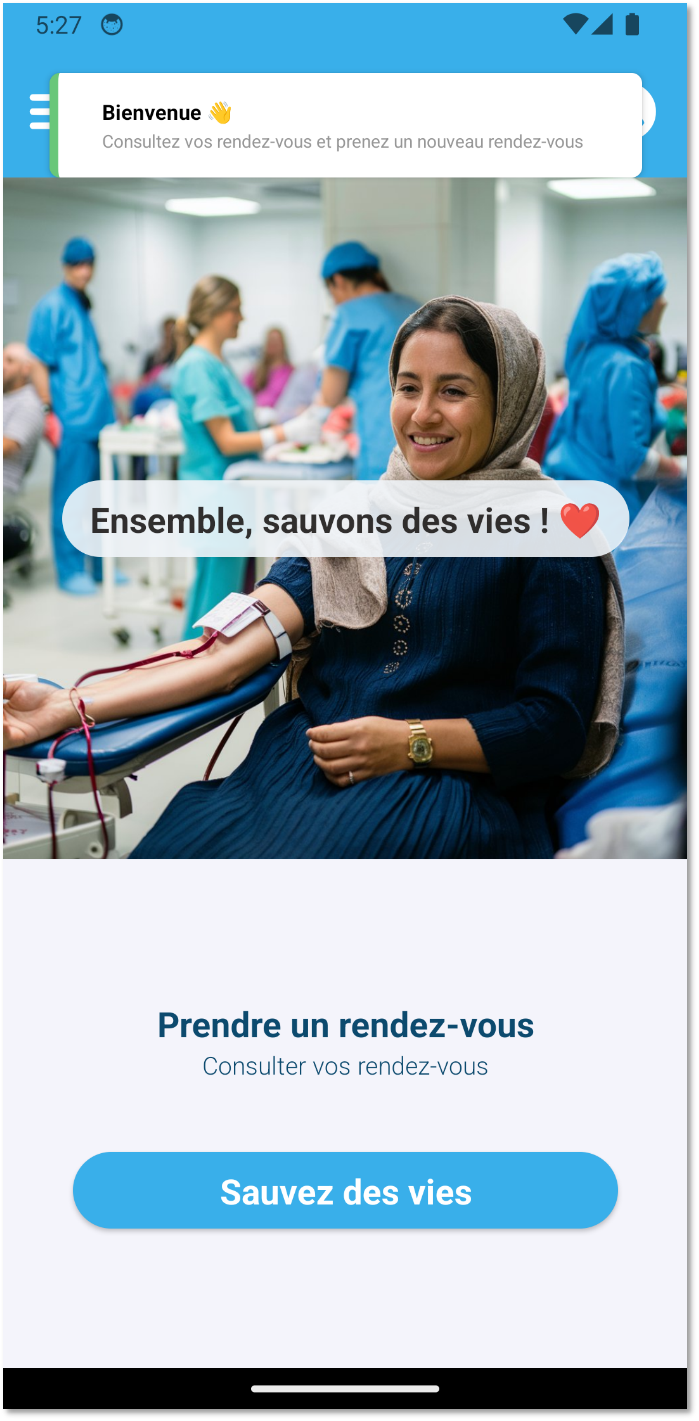 5:27
Bienvenue 👋
Consultez vos rendez-vous et prenez un nouveau rendez-vous
Ensemble, sauvons des vies ! ❤️
Prendre un rendez-vous
Consulter vos rendez-vous
Sauvez des vies